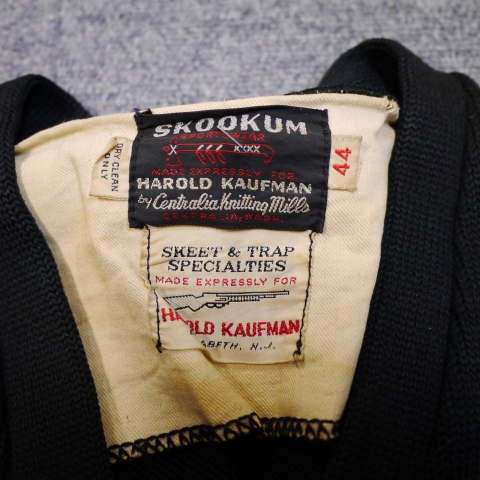 SKOOKUM
SPORTSWEAR
X X:XX
MADE EXPRESSLY FOR
HAROLD KAUFMAN
by Centralia Knitting Mills
CENTRALIA, WASH.
DRY CLEAN
ONLY
44
SKEET & TRAP
SPECIALTIES
MADE EXPRESSLY FOR
HAROLD KAUFMAN
ABETH, N.J.